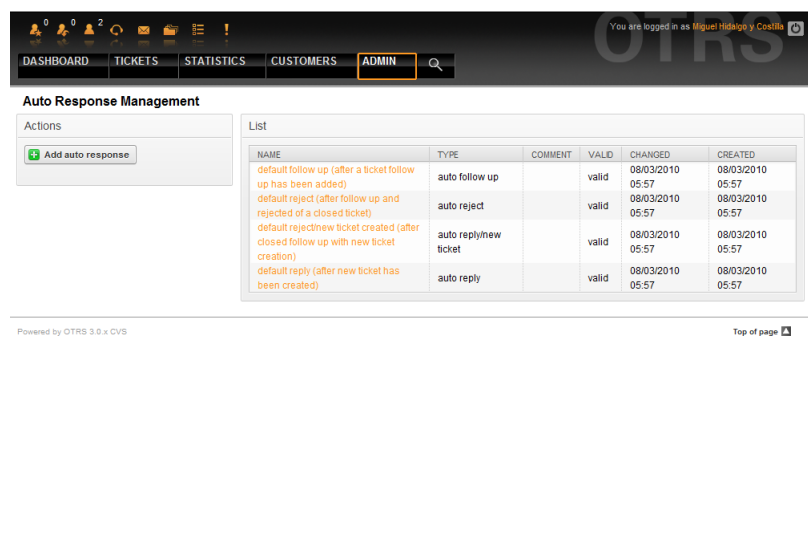 0 0 2
You are logged in as Miguel Hidalgo y Costilla
OTRS
DASHBOARD TICKETS STATISTICS CUSTOMERS ADMIN
Auto Response Management
Actions
Add auto response
List
NAME TYPE COMMENT VALID CHANGED CREATED
default follow up (after a ticket follow
up has been added)
auto follow up
valid
08/03/2010
05:57
08/03/2010
05:57
default reject (after follow up and
rejected of a closed ticket)
auto reject
valid
08/03/2010
05:57
08/03/2010
05:57
default reject/new ticket created (after
closed follow up with new ticket
creation)
auto reply/new
ticket
valid
08/03/2010
05:57
08/03/2010
05:57
default reply (after new ticket has
been created)
auto reply
valid
08/03/2010
05:57
08/03/2010
05:57
Powered by OTRS 3.0.x CVS
Top of page